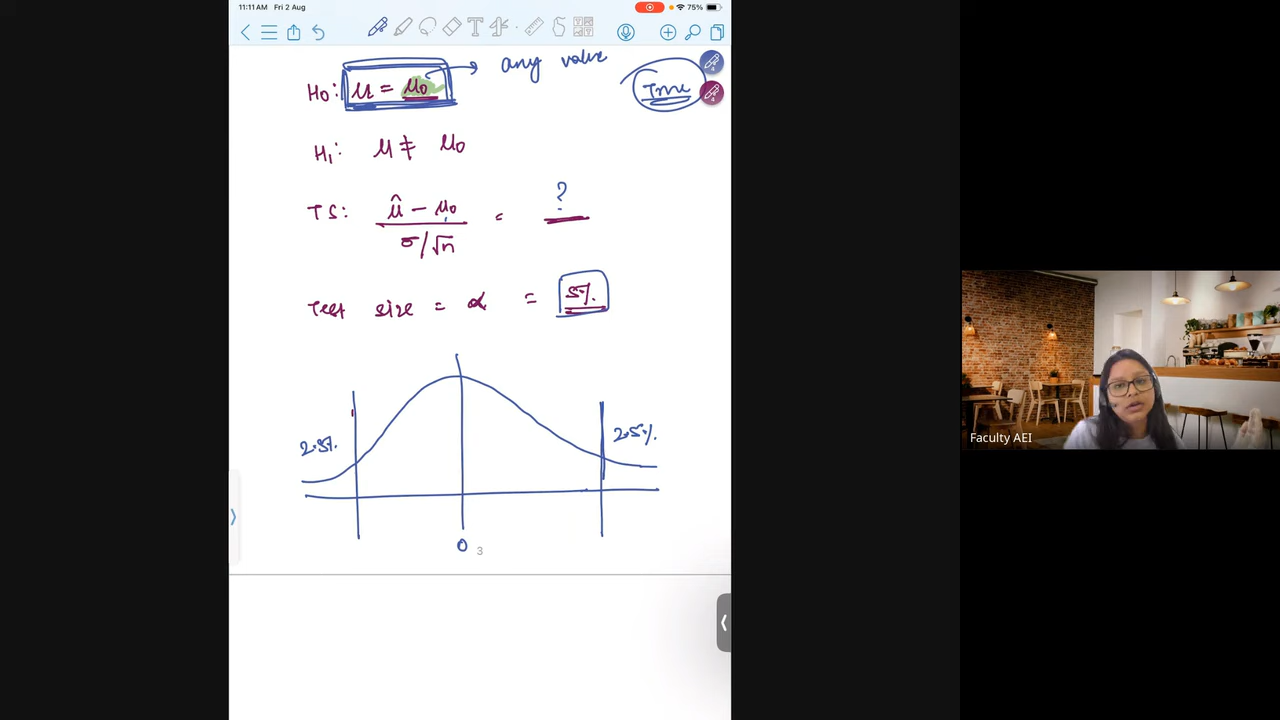 11:11 AM Fri 2 Aug 75%
H₀: μ = μ₀ → any value True
H₁: μ ≠ μ₀
TS: (μ̂ − μ₀) / (σ/√n) = ?
Test size = α = 5%.
2.5%. 2.5%.
0 3
Faculty AEI